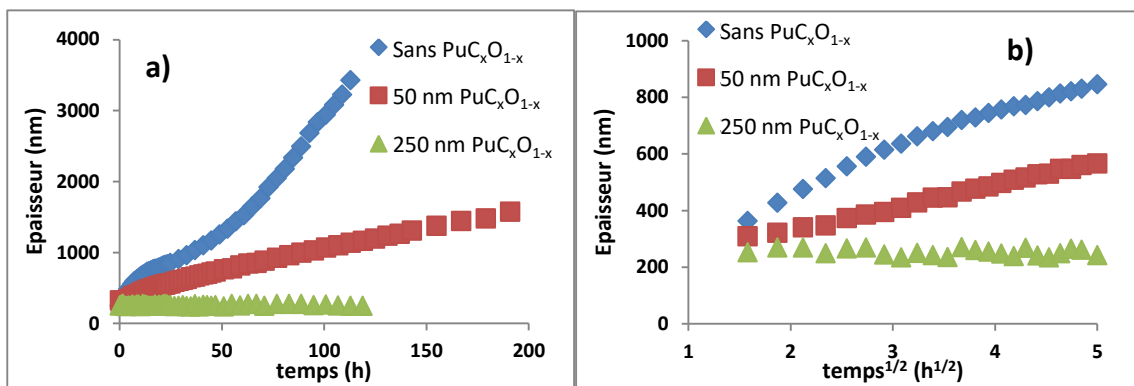 a)
Epaisseur (nm)
4000
3000
2000
1000
0
Sans PuCxO1-x
50 nm PuCxO1-x
250 nm PuCxO1-x
0 50 100 150 200
temps (h)
b)
Epaisseur (nm)
1000
800
600
400
200
0
Sans PuCxO1-x
50 nm PuCxO1-x
250 nm PuCxO1-x
1 2 3 4 5
temps1/2 (h1/2)